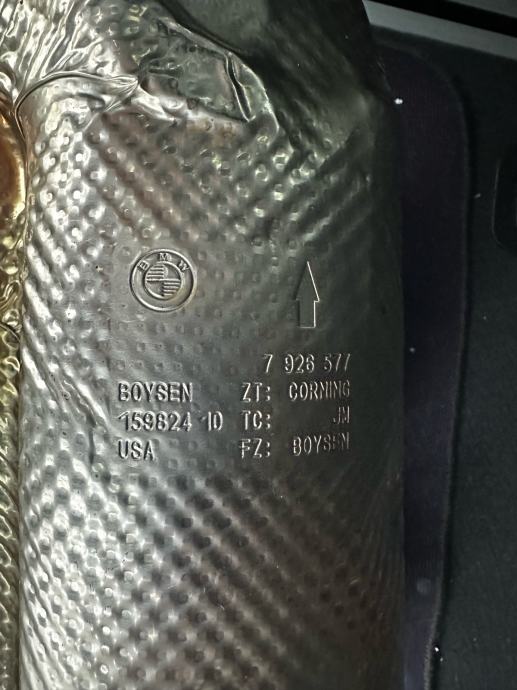 BMW
7 926 577
BOYSEN ZT: CORNING
159824 10 TC: JM
USA FZ: BOYSEN